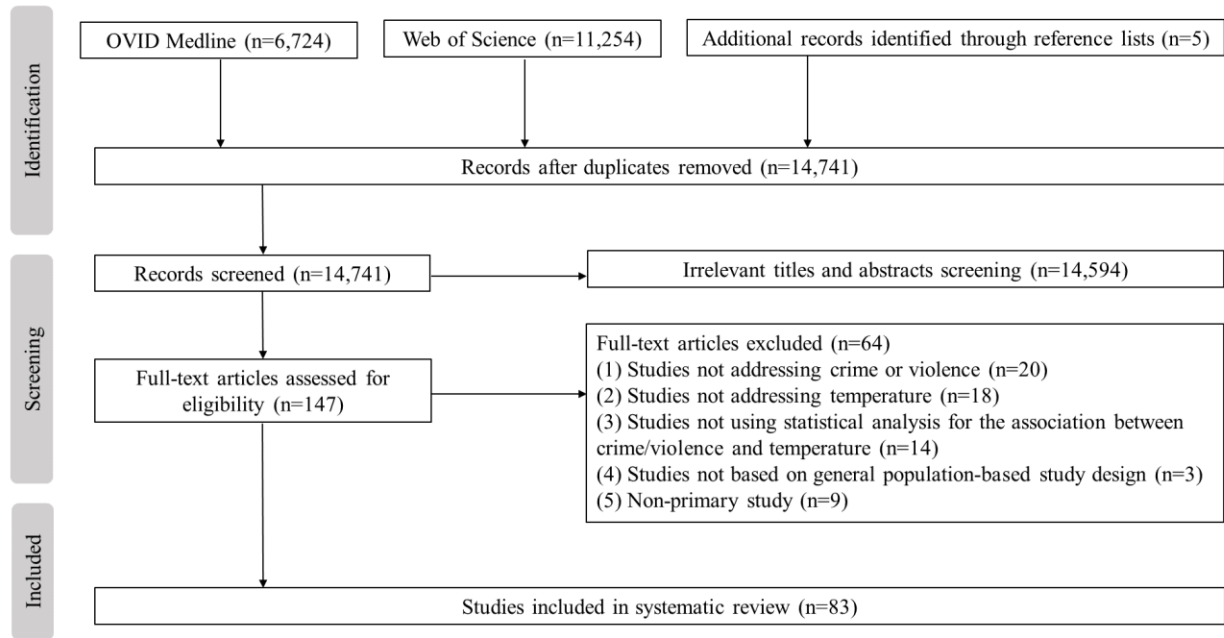 Identification
OVID Medline (n=6,724)
Web of Science (n=11,254)
Additional records identified through reference lists (n=5)
Records after duplicates removed (n=14,741)
Screening
Records screened (n=14,741)
Irrelevant titles and abstracts screening (n=14,594)
Full-text articles assessed for
eligibility (n=147)
Full-text articles excluded (n=64)
(1) Studies not addressing crime or violence (n=20)
(2) Studies not addressing temperature (n=18)
(3) Studies not using statistical analysis for the association between
crime/violence and temperature (n=14)
(4) Studies not based on general population-based study design (n=3)
(5) Non-primary study (n=9)
Included
Studies included in systematic review (n=83)